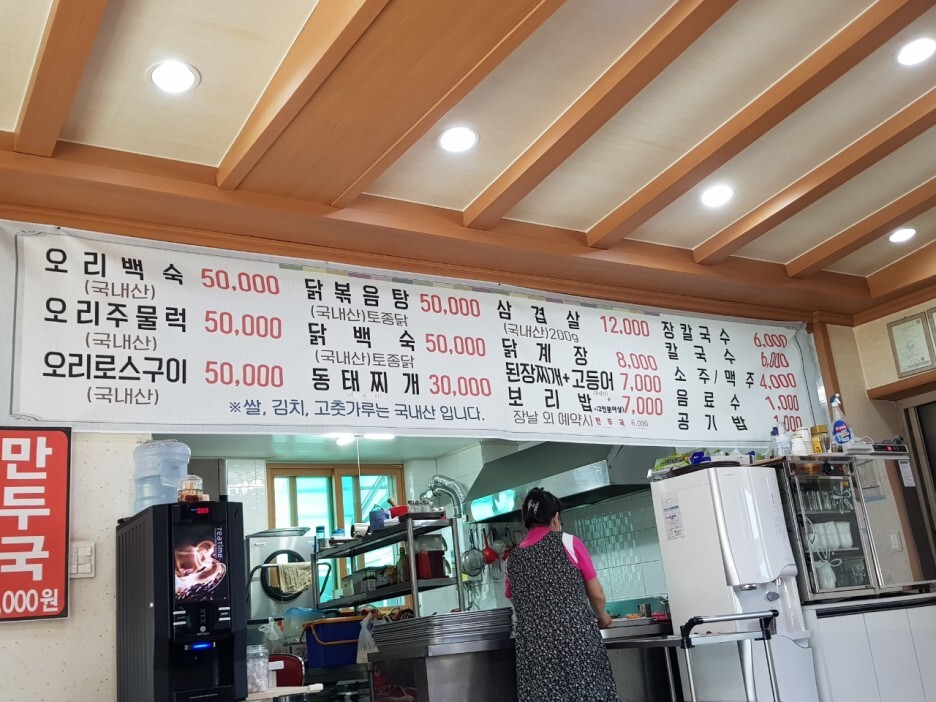 오리백숙 50,000
(국내산)
오리주물럭 50,000
(국내산)
오리로스구이 50,000
(국내산)
닭볶음탕 50,000
(국내산)토종닭
닭백숙 50,000
(국내산)토종닭
동태찌개 30,000
※쌀, 김치, 고춧가루는 국내산 입니다.
삼겹살 12,000
(국내산)200g
닭계장 8,000
된장찌개+고등어 7,000
보리밥 7,000
장날 외 예약시 만두국 6,000
장칼국수 6,000
칼국수 6,000
소주/맥주 4,000
음료수 1,000
공기밥 1,000
만두국
,000원
TEATIME